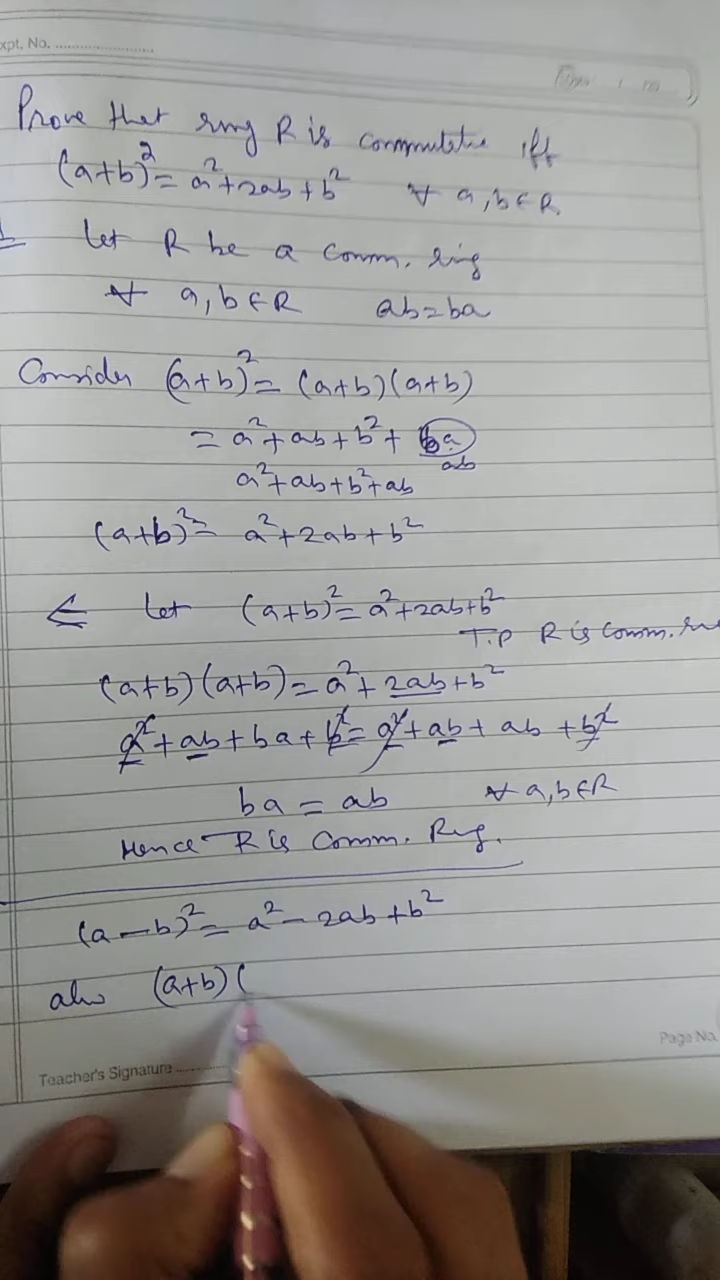 Expt. No. ........................
Prove that ring R is commutative iff
(a+b)² = a²+2ab+b² ∀ a,b∈R.
Let R be a Comm. ring
∀ a,b∈R ab=ba
Consider (a+b)² = (a+b)(a+b)
= a²+ab+b²+ba
ab
a²+ab+b²+ab
(a+b)² = a²+2ab+b²
⇐ Let (a+b)² = a²+2ab+b²
T.P R is Comm.
(a+b)(a+b) = a²+2ab+b²
a²+ab+ba+b² = a²+ab+ab+b²
ba = ab ∀ a,b∈R
Hence R is Comm. Ring.
(a-b)² = a²-2ab+b²
also (a+b)(
Page No.
Teacher's Signature ..............